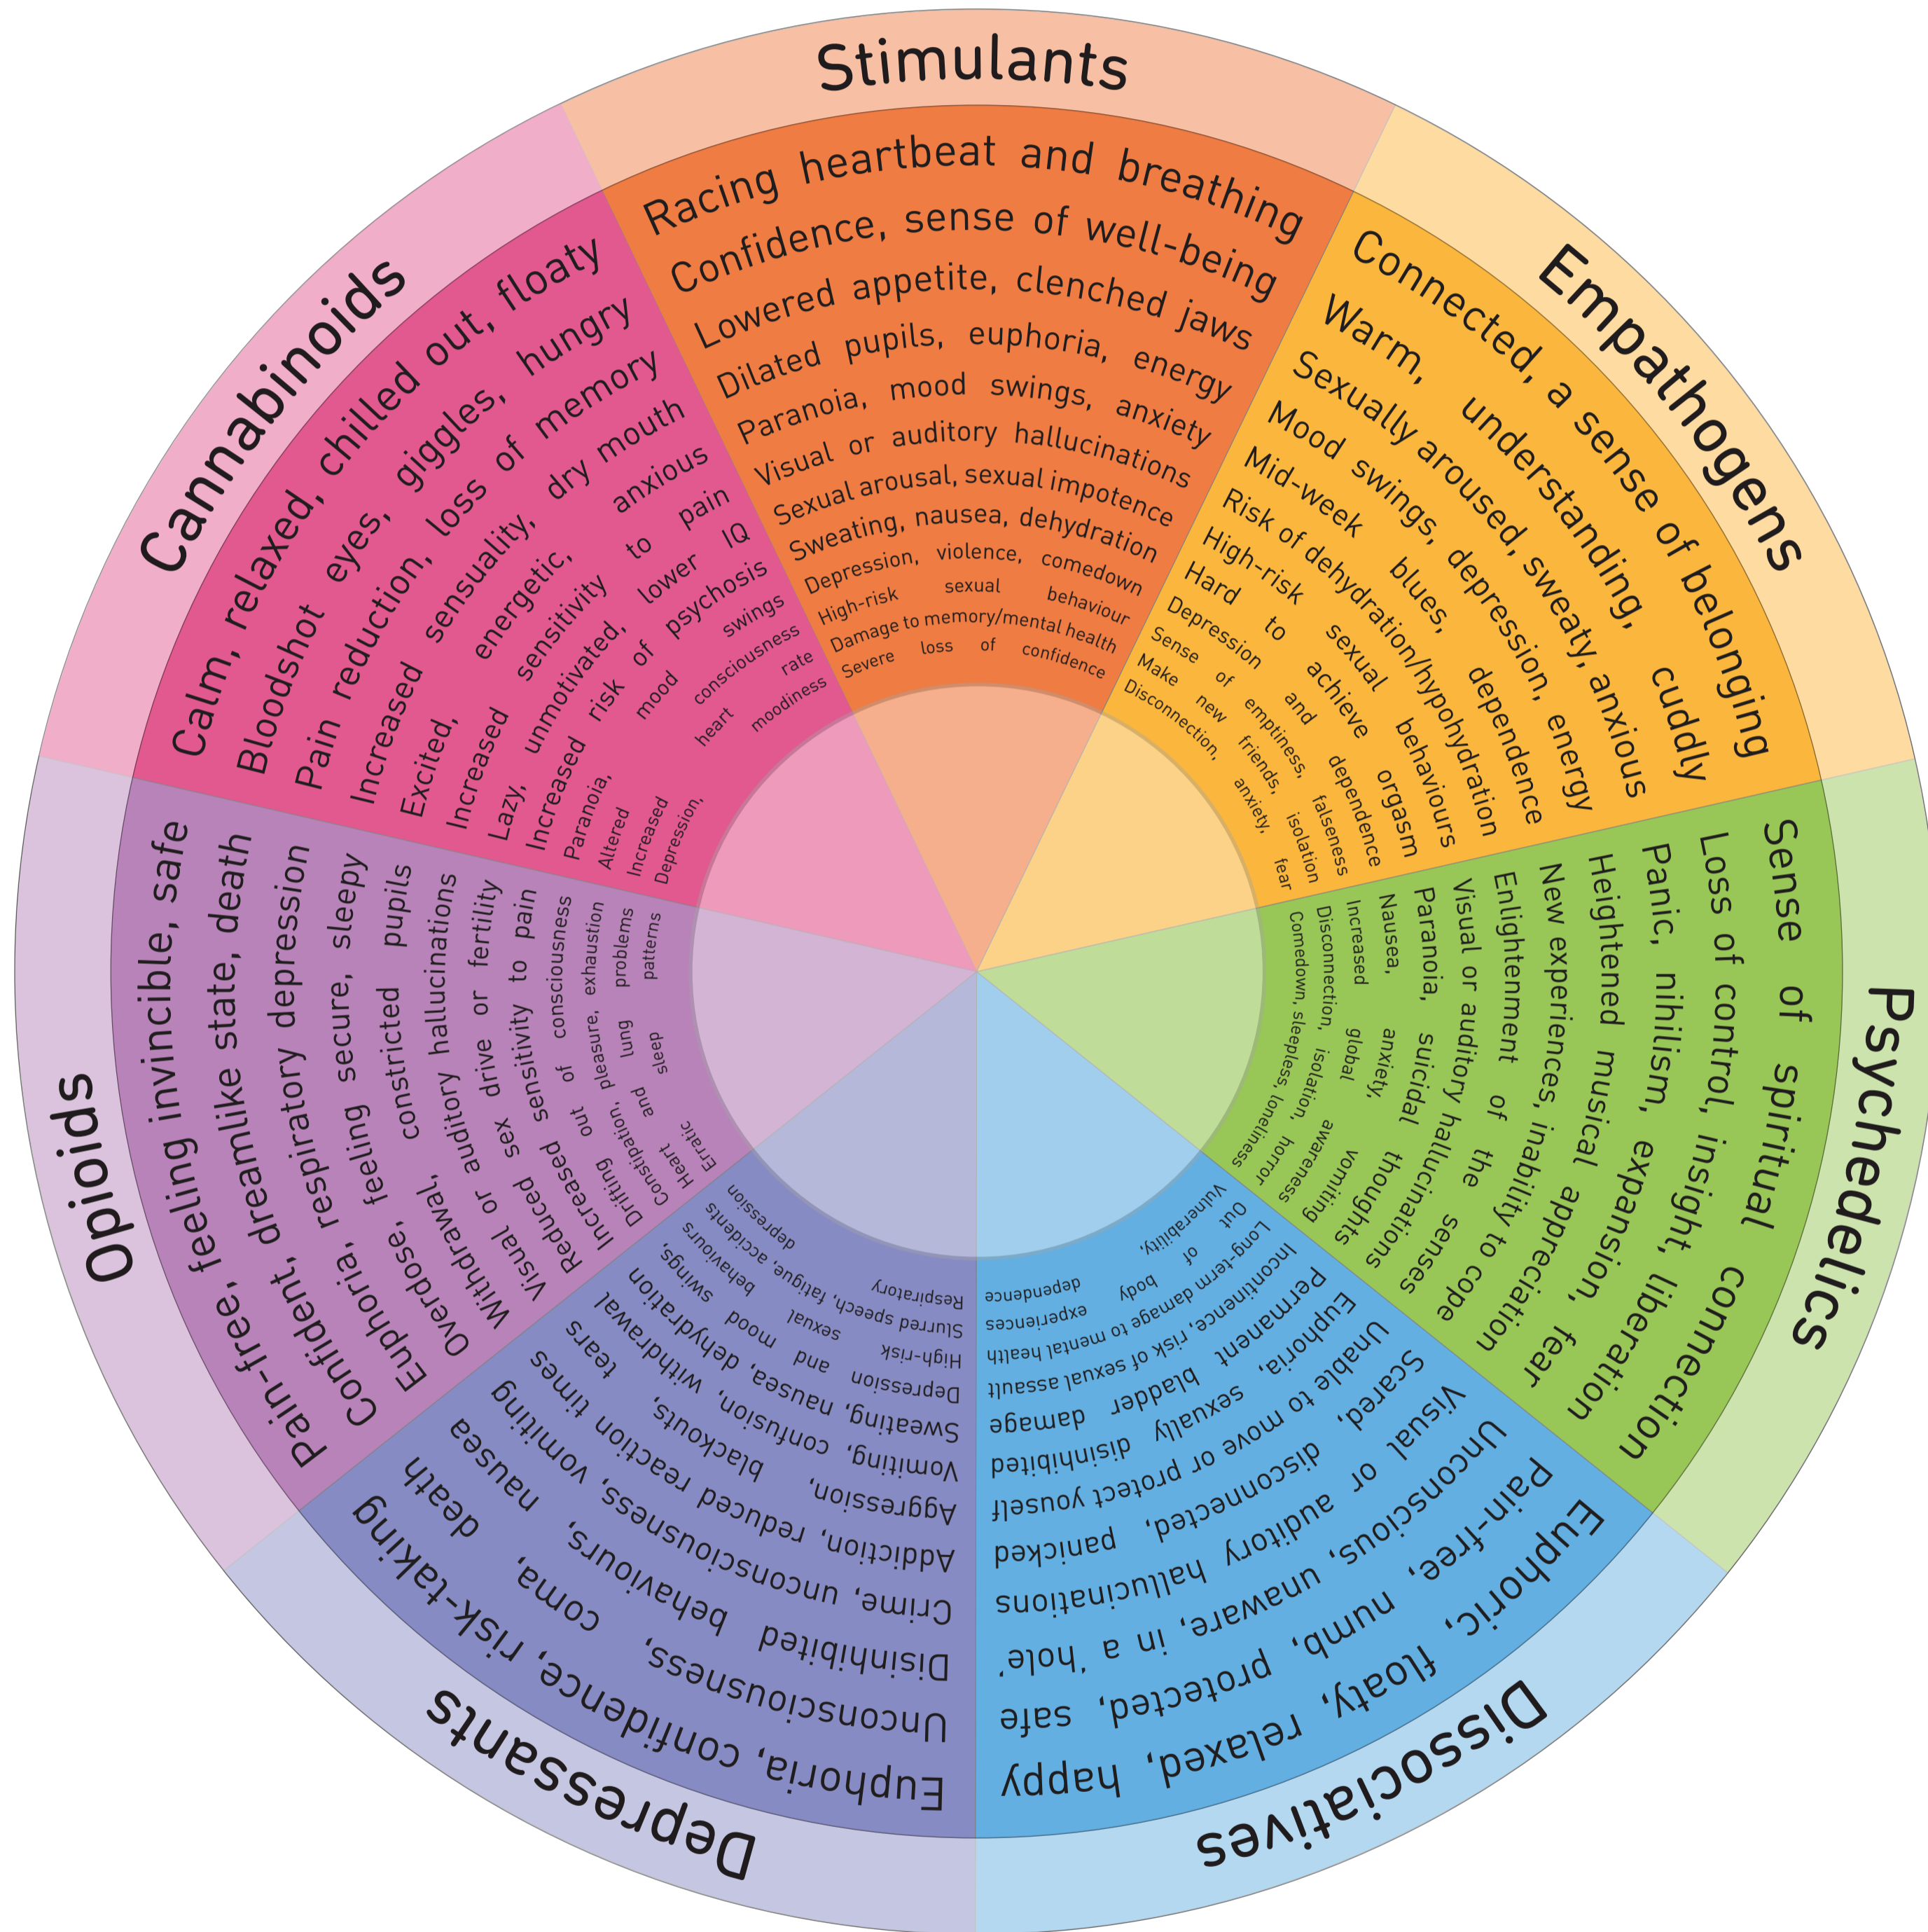 Stimulants
Racing heartbeat and breathing
Confidence, sense of well-being
Lowered appetite, clenched jaws
Dilated pupils, euphoria, energy
Paranoia, mood swings, anxiety
Visual or auditory hallucinations
Sexual arousal, sexual impotence
Sweating, nausea, dehydration
Depression, violence, comedown
High-risk sexual behaviour
Damage to memory/mental health
Severe loss of confidence
Empathogens
Connected, a sense of belonging
Warm, understanding, cuddly
Sexually aroused, sweaty, anxious
Mood swings, depression, energy
Mid-week blues, dependence
Risk of dehydration/hypohydration
High-risk sexual behaviours
Hard to achieve orgasm
Depression and dependence
Sense of emptiness, falseness
Make new friends, isolation
Disconnection, anxiety, fear
Psychedelics
Sense of spiritual connection
Loss of control, insight, liberation
Panic, nihilism, expansion, fear
Heightened musical appreciation
New experiences, inability to cope
Enlightenment of the senses
Visual or auditory hallucinations
Paranoia, suicidal thoughts
Nausea, anxiety, vomiting
Increased global awareness
Disconnection, isolation, horror
Comedown, sleepless, loneliness
Dissociatives
Euphoric, floaty, relaxed, happy
Pain-free, numb, protected, safe
Unconscious, unaware, in a 'hole'
Visual or auditory hallucinations
Scared, disconnected, panicked
Unable to move or protect youself
Euphoria, sexually disinhibited
Permanent bladder damage
Incontinence, risk of sexual assault
Long-term damage to mental health
Out of body experiences
Vulnerability, dependence
Depressants
Euphoria, confidence, risk-taking
Unconsciousness, coma, death
Disinhibited behaviours, nausea
Crime, unconsciousness, vomiting
Addiction, reduced reaction times
Aggression, blackouts, tears
Vomiting, confusion, withdrawal
Sweating, nausea, dehydration
Depression and mood swings,
High-risk sexual behaviours
Slurred speech, fatigue, accidents
Respiratory depression
Opioids
Pain-free, feeling invincible, safe
Confident, dreamlike state, death
Euphoria, respiratory depression
Overdose, feeling secure, sleepy
Withdrawal, constricted pupils
Visual or auditory hallucinations
Reduced sex drive or fertility
Increased sensitivity to pain
Drifting out of consciousness
Constipation, pleasure, exhaustion
Heart and lung problems
Erratic sleep patterns
Cannabinoids
Calm, relaxed, chilled out, floaty
Bloodshot eyes, giggles, hungry
Pain reduction, loss of memory
Increased sensuality, dry mouth
Excited, energetic, anxious
Increased sensitivity to pain
Lazy, unmotivated, lower IQ
Increased risk of psychosis
Paranoia, mood swings
Altered consciousness
Increased heart rate
Depression, moodiness